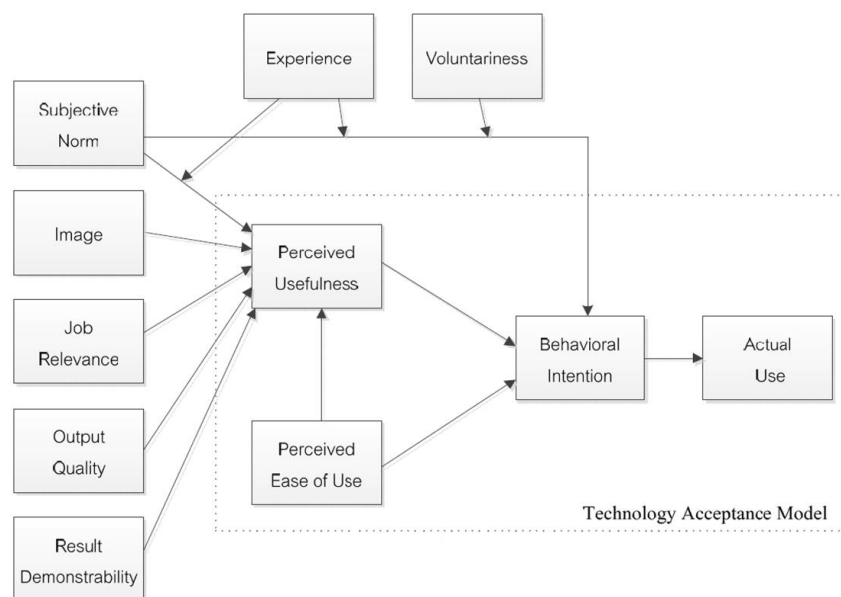 Experience
Voluntariness
Subjective
Norm
Image
Perceived
Usefulness
Job
Relevance
Behavioral
Intention
Actual
Use
Output
Quality
Perceived
Ease of Use
Technology Acceptance Model
Result
Demonstrability